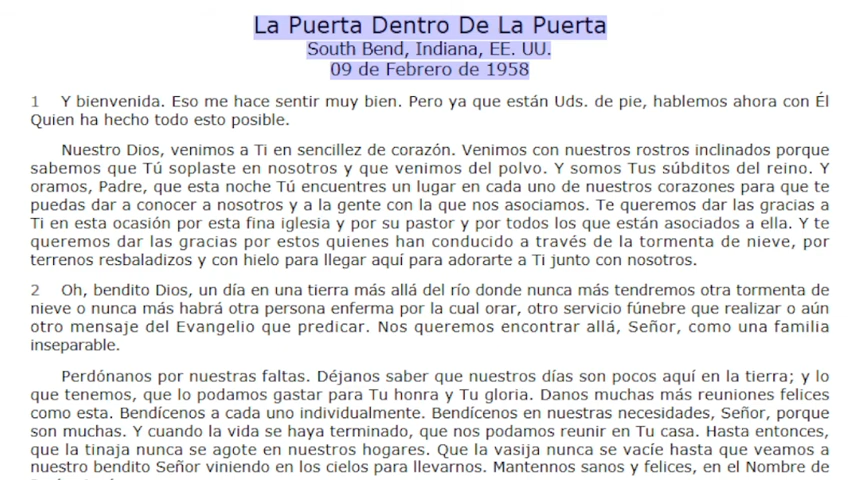 La Puerta Dentro De La Puerta
South Bend, Indiana, EE. UU.
09 de Febrero de 1958
1 Y bienvenida. Eso me hace sentir muy bien. Pero ya que están Uds. de pie, hablemos ahora con Él
Quien ha hecho todo esto posible.
Nuestro Dios, venimos a Ti en sencillez de corazón. Venimos con nuestros rostros inclinados porque
sabemos que Tú soplaste en nosotros y que venimos del polvo. Y somos Tus súbditos del reino. Y
oramos, Padre, que esta noche Tú encuentres un lugar en cada uno de nuestros corazones para que te
puedas dar a conocer a nosotros y a la gente con la que nos asociamos. Te queremos dar las gracias a
Ti en esta ocasión por esta fina iglesia y por su pastor y por todos los que están asociados a ella. Y te
queremos dar las gracias por estos quienes han conducido a través de la tormenta de nieve, por
terrenos resbaladizos y con hielo para llegar aquí para adorarte a Ti junto con nosotros.
2 Oh, bendito Dios, un día en una tierra más allá del río donde nunca más tendremos otra tormenta de
nieve o nunca más habrá otra persona enferma por la cual orar, otro servicio fúnebre que realizar o aún
otro mensaje del Evangelio que predicar. Nos queremos encontrar allá, Señor, como una familia
inseparable.
Perdónanos por nuestras faltas. Déjanos saber que nuestros días son pocos aquí en la tierra; y lo
que tenemos, que lo podamos gastar para Tu honra y Tu gloria. Danos muchas más reuniones felices
como esta. Bendícenos a cada uno individualmente. Bendícenos en nuestras necesidades, Señor, porque
son muchas. Y cuando la vida se haya terminado, que nos podamos reunir en Tu casa. Hasta entonces,
que la tinaja nunca se agote en nuestros hogares. Que la vasija nunca se vacíe hasta que veamos a
nuestro bendito Señor viniendo en los cielos para llevarnos. Mantennos sanos y felices, en el Nombre de